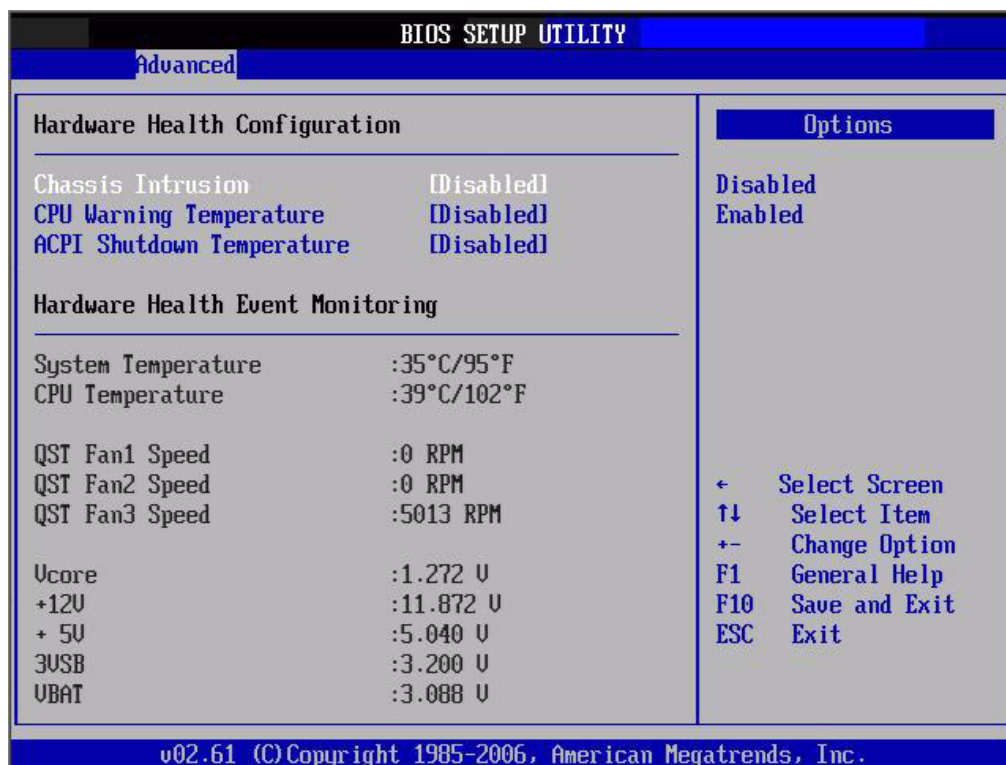 BIOS SETUP UTILITY
Advanced
Hardware Health Configuration
Chassis Intrusion [Disabled]
CPU Warning Temperature [Disabled]
ACPI Shutdown Temperature [Disabled]
Hardware Health Event Monitoring
System Temperature :35°C/95°F
CPU Temperature :39°C/102°F
QST Fan1 Speed :0 RPM
QST Fan2 Speed :0 RPM
QST Fan3 Speed :5013 RPM
Vcore :1.272 V
+12V :11.872 V
+ 5V :5.040 V
3VSB :3.200 V
VBAT :3.088 V
Options
Disabled
Enabled
← Select Screen
↑↓ Select Item
+- Change Option
F1 General Help
F10 Save and Exit
ESC Exit
v02.61 (C)Copyright 1985-2006, American Megatrends, Inc.